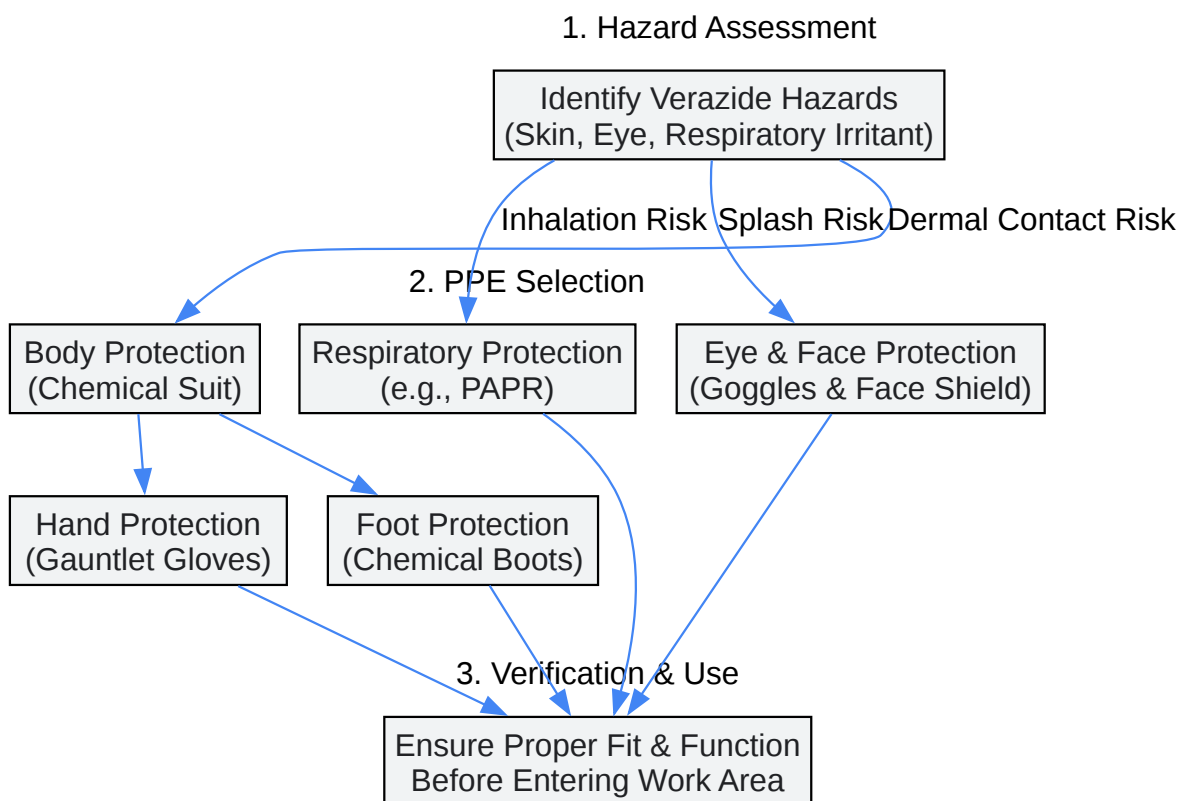 1. Hazard Assessment
Identify Verazide Hazards
(Skin, Eye, Respiratory Irritant)
Inhalation Risk
Splash Risk
Dermal Contact Risk
2. PPE Selection
Body Protection
(Chemical Suit)
Respiratory Protection
(e.g., PAPR)
Eye & Face Protection
(Goggles & Face Shield)
Hand Protection
(Gauntlet Gloves)
Foot Protection
(Chemical Boots)
3. Verification & Use
Ensure Proper Fit & Function
Before Entering Work Area